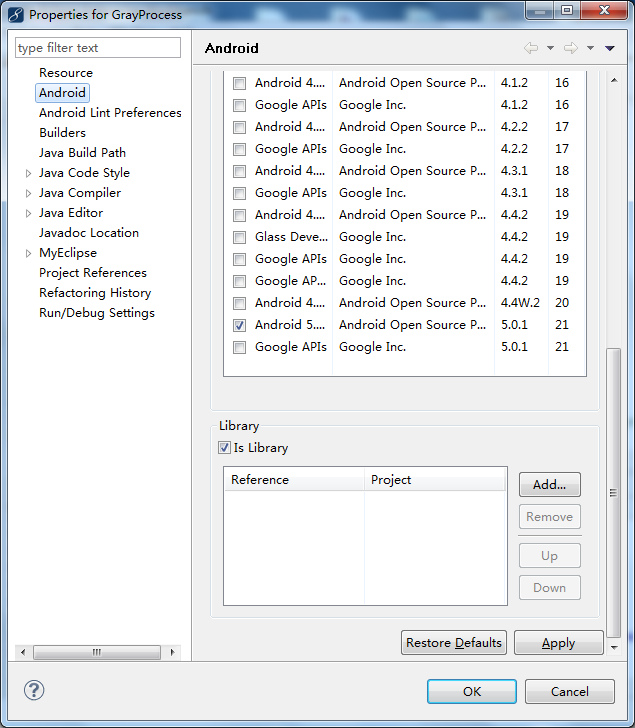 Properties for GrayProcess
type filter text
Resource
Android
Android Lint Preferences
Builders
Java Build Path
Java Code Style
Java Compiler
Java Editor
Javadoc Location
MyEclipse
Project References
Refactoring History
Run/Debug Settings
Android
Android 4.... Android Open Source P... 4.1.2 16
Google APIs Google Inc. 4.1.2 16
Android 4.... Android Open Source P... 4.2.2 17
Google APIs Google Inc. 4.2.2 17
Android 4.... Android Open Source P... 4.3.1 18
Google APIs Google Inc. 4.3.1 18
Android 4.... Android Open Source P... 4.4.2 19
Glass Deve... Google Inc. 4.4.2 19
Google APIs Google Inc. 4.4.2 19
Google AP... Google Inc. 4.4.2 19
Android 4.... Android Open Source P... 4.4W.2 20
Android 5.... Android Open Source P... 5.0.1 21
Google APIs Google Inc. 5.0.1 21
Library
Is Library
Reference Project
Add...
Remove
Up
Down
Restore Defaults Apply
OK Cancel